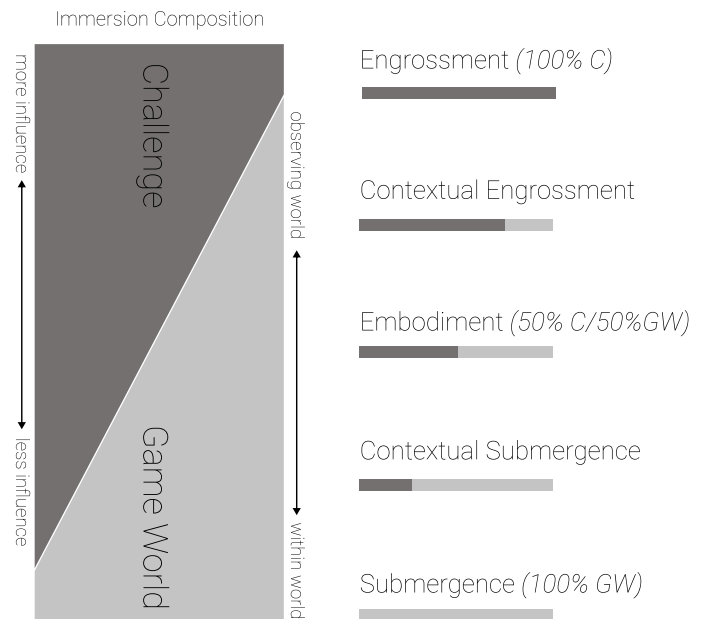 Immersion Composition
more influence
less influence
Challenge
Game World
observing world
within world
Engrossment (100% C)
Contextual Engrossment
Embodiment (50% C/50%GW)
Contextual Submergence
Submergence (100% GW)